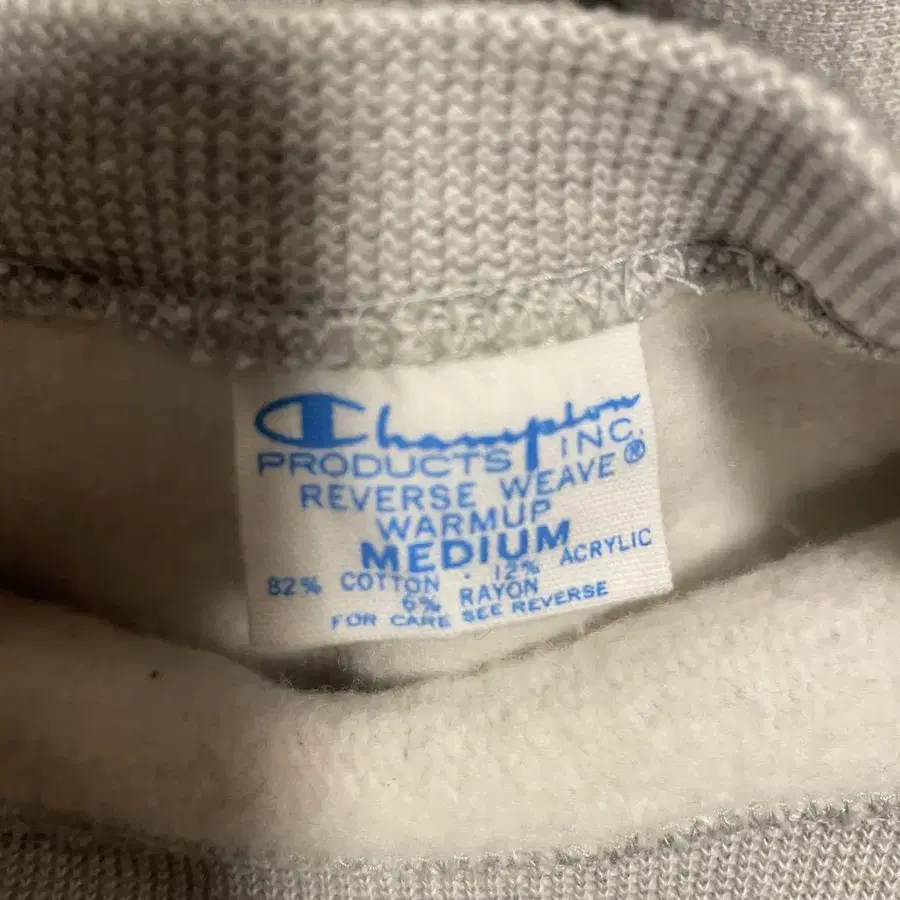 Champion
PRODUCTS INC.
REVERSE WEAVE®
WARMUP
MEDIUM
82% COTTON · 12% ACRYLIC
6% RAYON
FOR CARE SEE REVERSE